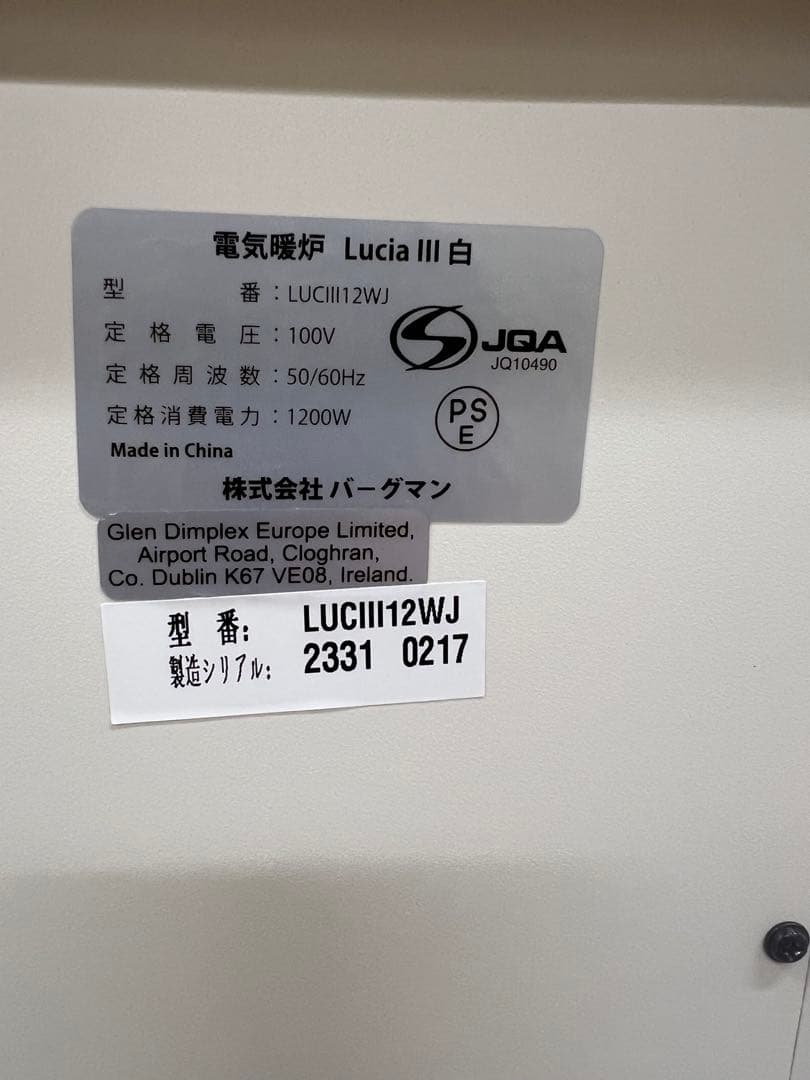 電気暖炉 Lucia III 白
型番：LUCIII12WJ
定格電圧：100V
定格周波数：50/60Hz
定格消費電力：1200W
Made in China
JQA
JQ10490
PS
E
株式会社 バーグマン
Glen Dimplex Europe Limited,
Airport Road, Cloghran,
Co. Dublin K67 VE08, Ireland.
型番: LUCIII12WJ
製造シリアル: 2331 0217